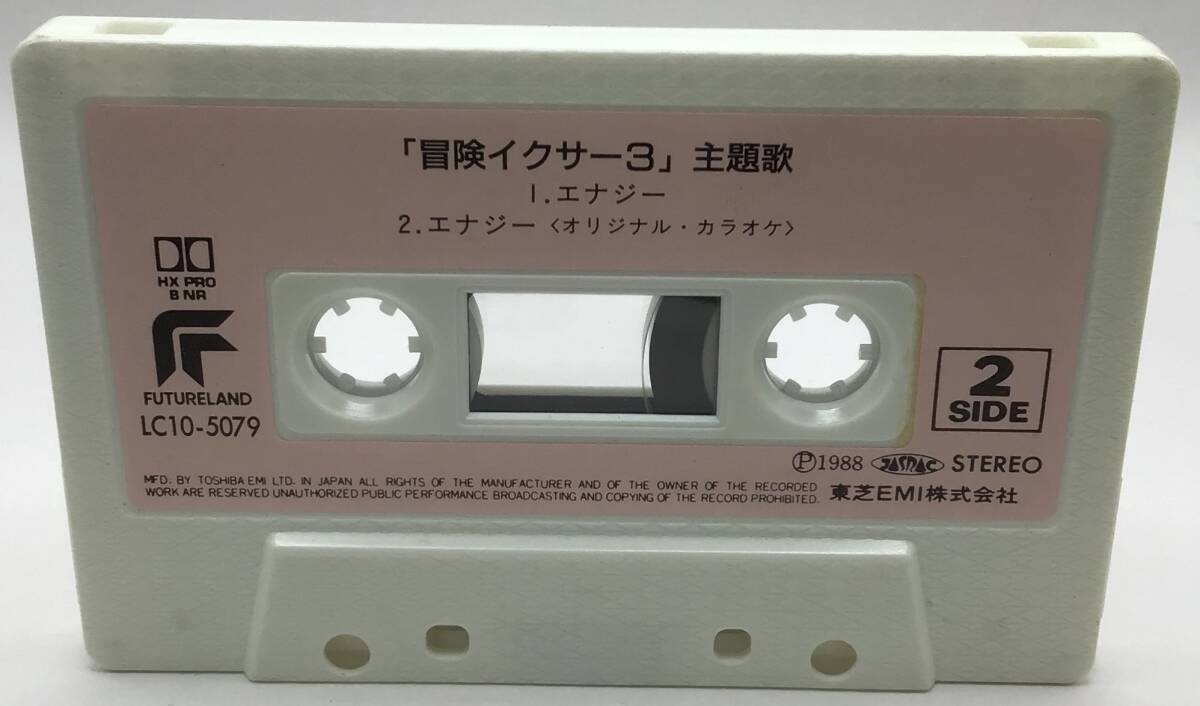 「冒険イクサー3」主題歌
1.エナジー
2.エナジー〈オリジナル・カラオケ〉
HX PRO
B NR
FUTURELAND
LC10-5079
2
SIDE
Ⓟ1988 JASRAC STEREO
MFD. BY TOSHIBA EMI LTD. IN JAPAN ALL RIGHTS OF THE MANUFACTURER AND OF THE OWNER OF THE RECORDED
WORK ARE RESERVED UNAUTHORIZED PUBLIC PERFORMANCE BROADCASTING AND COPYING OF THE RECORD PROHIBITED.
東芝EMI株式会社